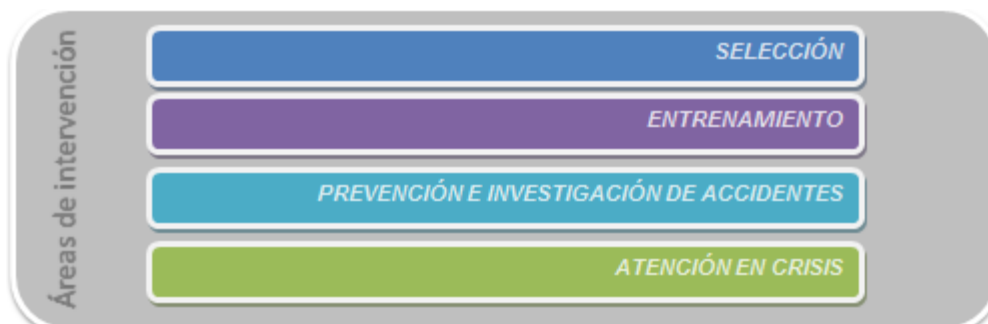 Áreas de intervención
SELECCIÓN
ENTRENAMIENTO
PREVENCIÓN E INVESTIGACIÓN DE ACCIDENTES
ATENCIÓN EN CRISIS